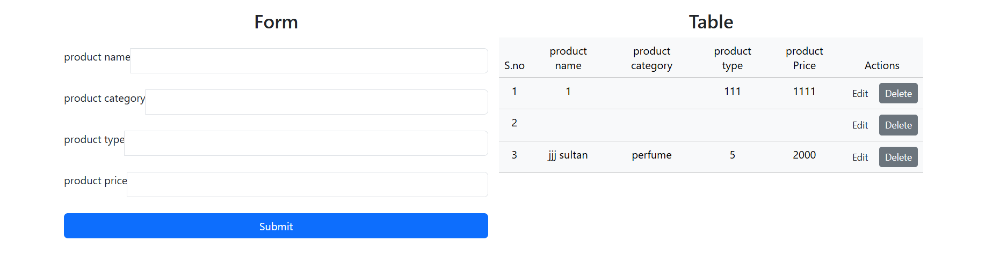 Form
product name
product category
product type
product price
Submit
Table
S.no product name product category product type product Price Actions
1 1 111 1111 Edit Delete
2 Edit Delete
3 jjj sultan perfume 5 2000 Edit Delete